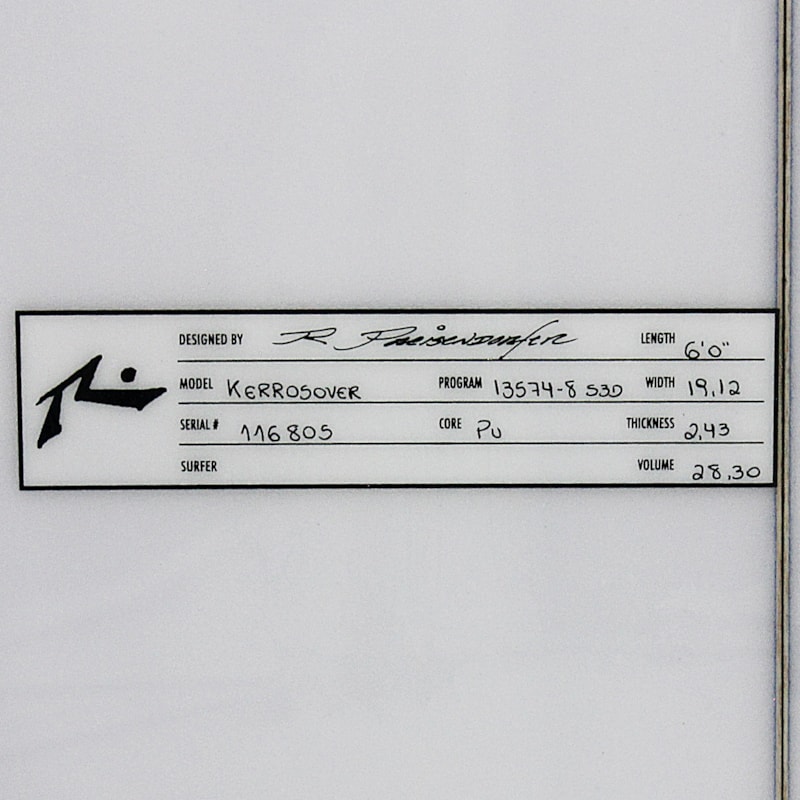 DESIGNED BY R. Preisendorfer LENGTH 6'0"
MODEL KERROSOVER PROGRAM 13574-8 S3D WIDTH 19.12
SERIAL # 116805 CORE PU THICKNESS 2.43
SURFER VOLUME 28.30